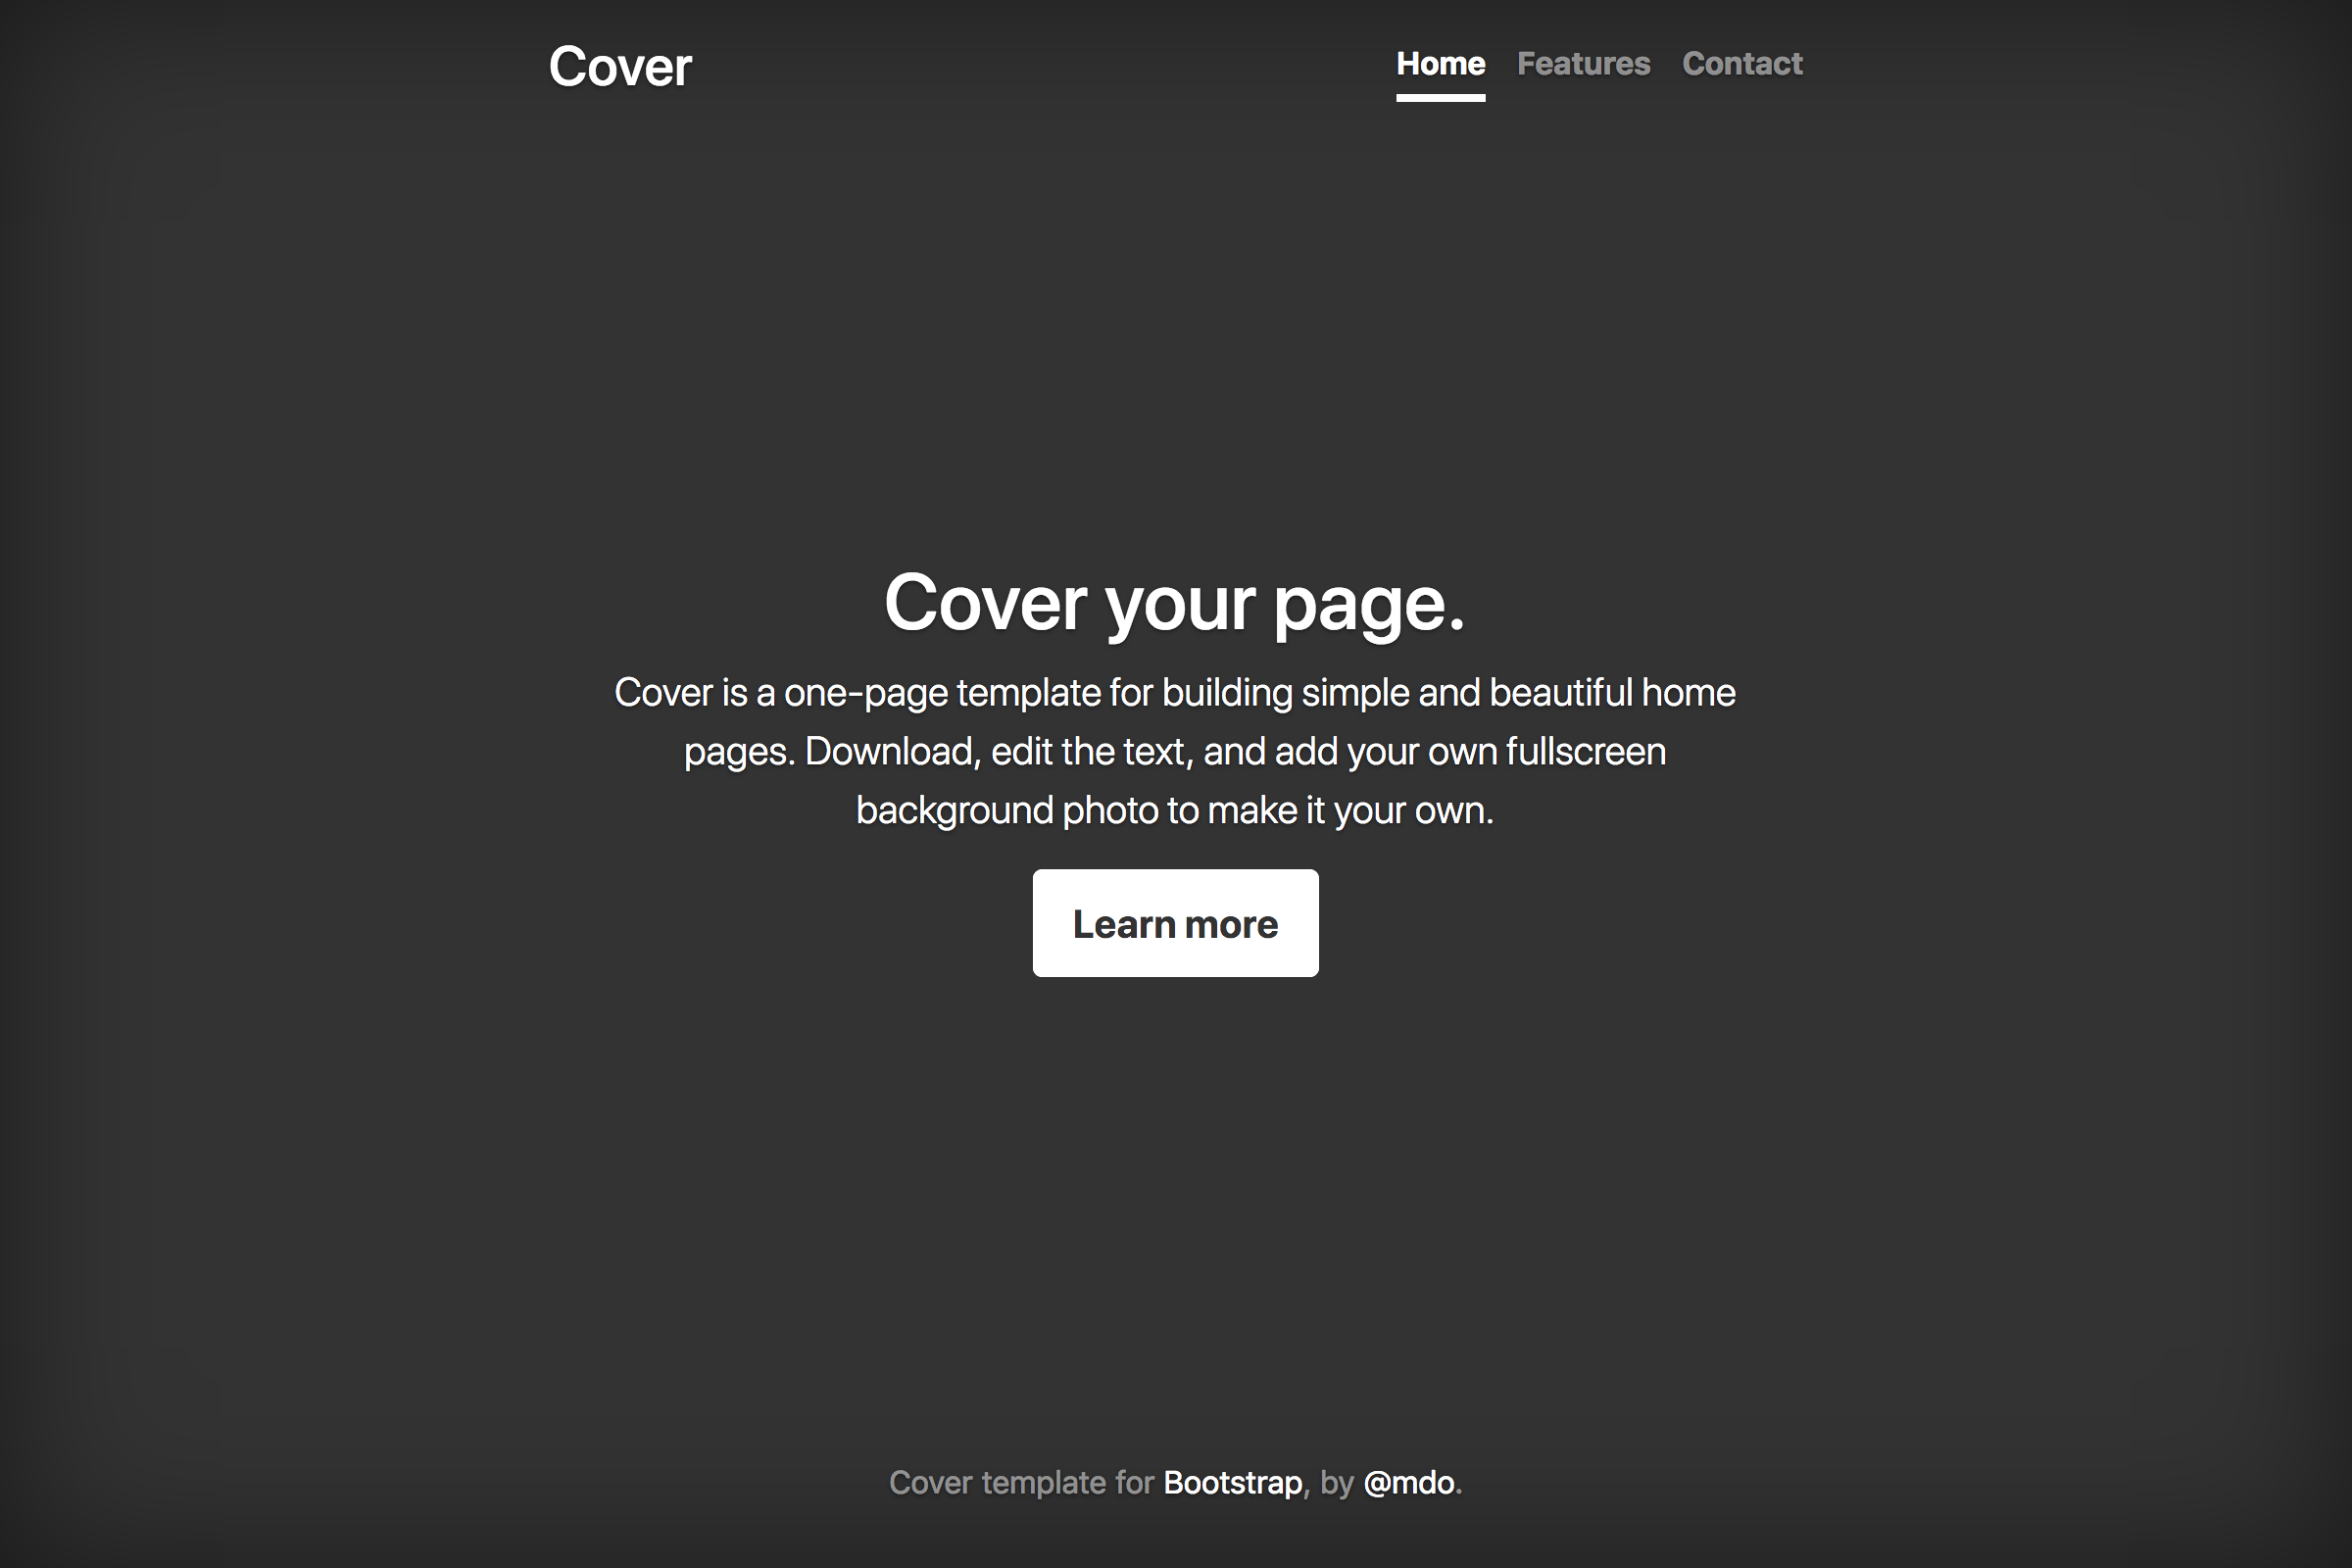 Cover
Home Features Contact
Cover your page.
Cover is a one-page template for building simple and beautiful home
pages. Download, edit the text, and add your own fullscreen
background photo to make it your own.
Learn more
Cover template for Bootstrap, by @mdo.